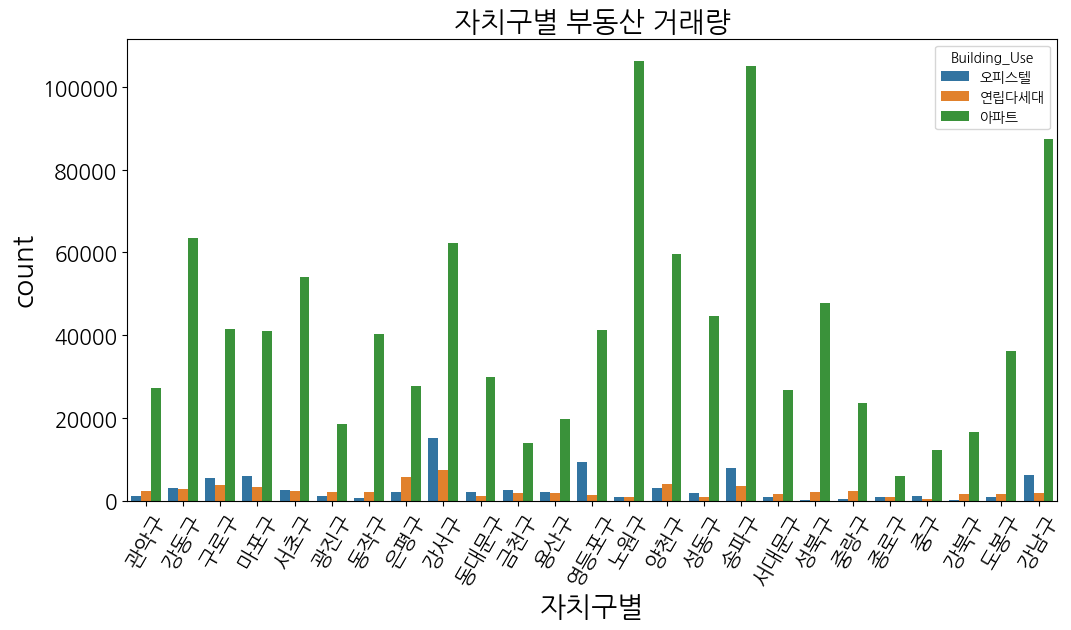 자치구별 부동산 거래량
Building_Use
오피스텔
연립다세대
아파트
100000
80000
60000
40000
20000
0
count
관악구
강동구
구로구
마포구
서초구
광진구
동작구
은평구
강서구
동대문구
금천구
용산구
영등포구
노원구
양천구
성동구
송파구
서대문구
성북구
중랑구
종로구
중구
강북구
도봉구
강남구
자치구별